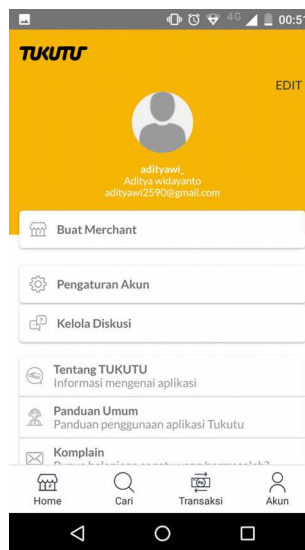 4G 00:51
TUKUTU
EDIT
adityawi_
Aditya widayanto
adityawi2590@gmail.com
Buat Merchant
Pengaturan Akun
Kelola Diskusi
Tentang TUKUTU
Informasi mengenai aplikasi
Panduan Umum
Panduan penggunaan aplikasi Tukutu
Komplain
Home Cari Transaksi Akun